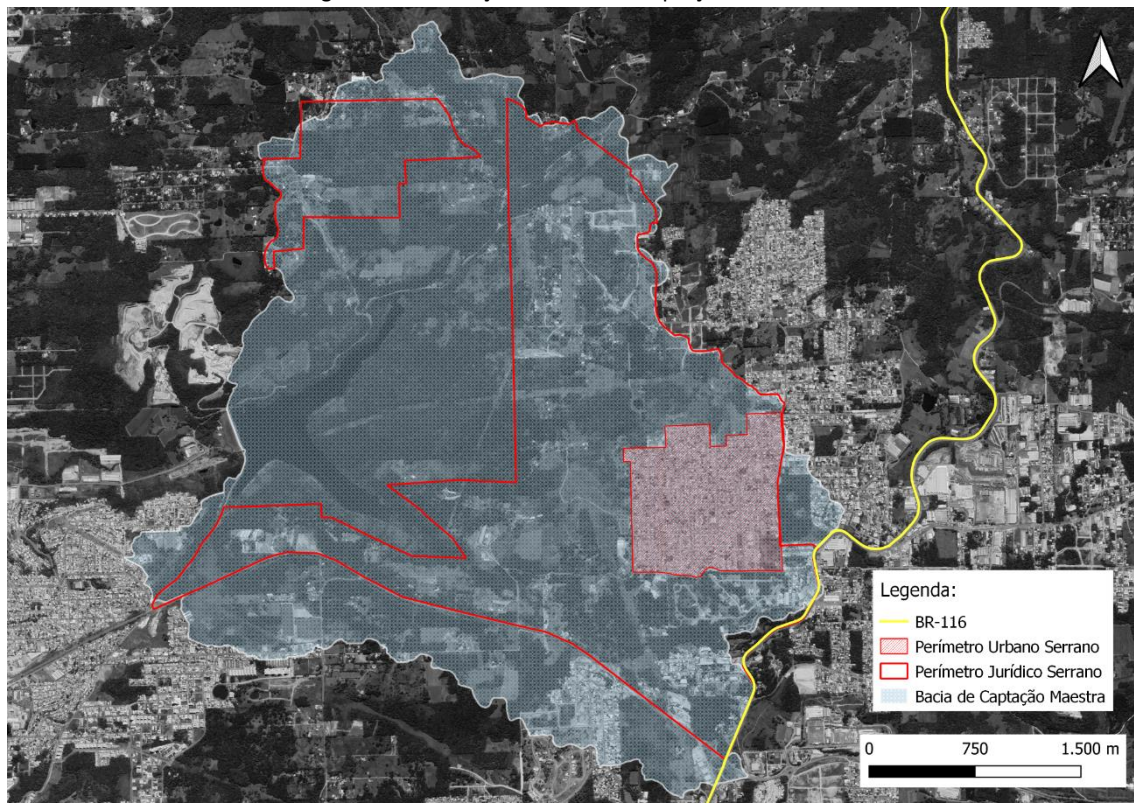 Legenda:
BR-116
Perímetro Urbano Serrano
Perímetro Jurídico Serrano
Bacia de Captação Maestra
0 750 1.500 m